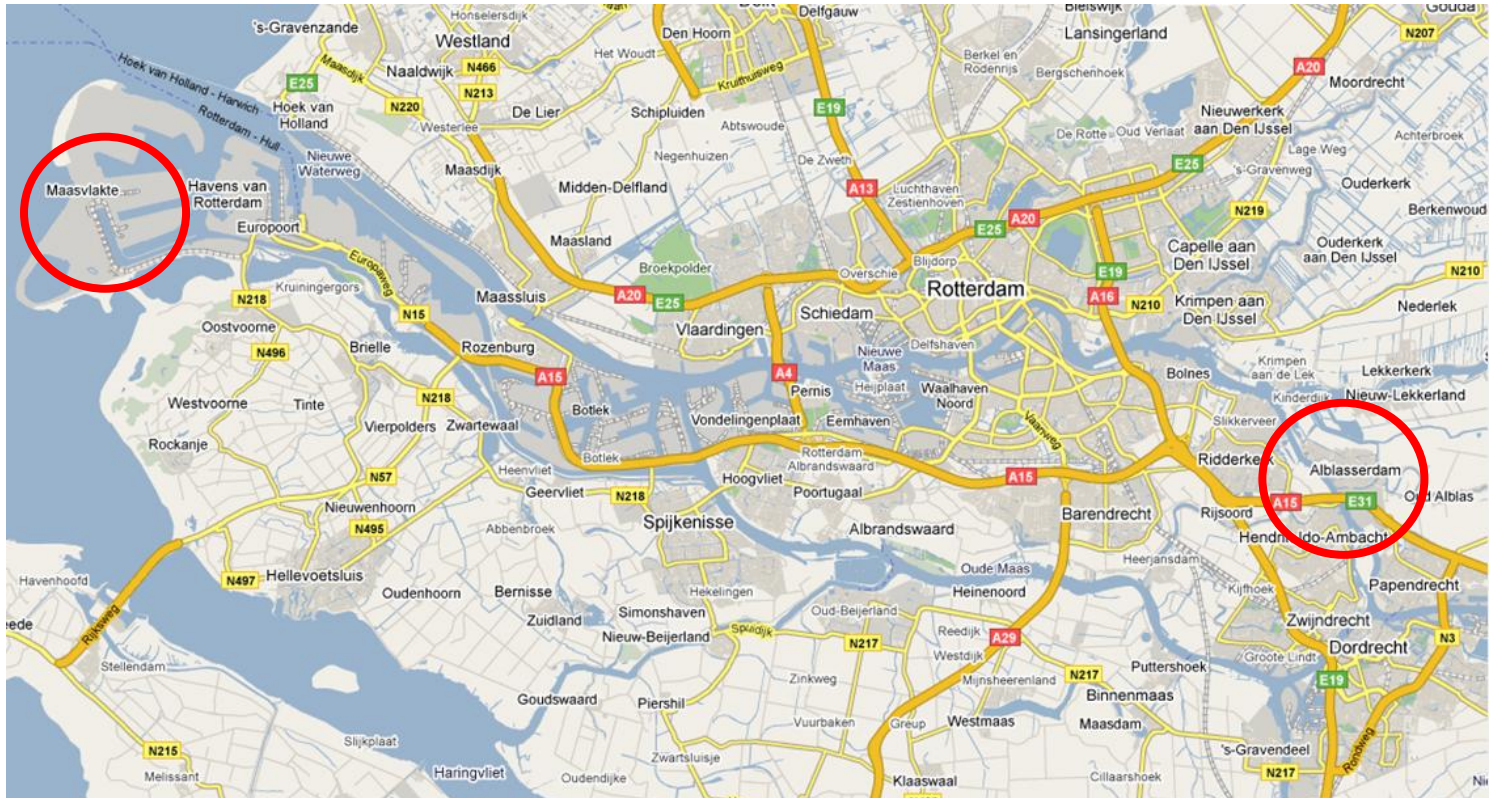 's-Gravenzande
Honselersdijk
Westland
Den Hoorn
Delfgauw
Bleiswijk
Lansingerland
Gouda
N207
Hoek van Holland - Harwich
Maasdijk
Naaldwijk
N466
N213
Het Woudt
Kruithuisweg
Berkel en
Rodenrijs
Bergschenhoek
A20
Moordrecht
E25
Hoek van
Holland
N220
De Lier
Schipluiden
E19
Nieuwerkerk
aan Den IJssel
Rotterdam - Hull
Westerlee
Abtswoude
De Rotte
Oud Verlaat
Achterbroek
Nieuwe
Waterweg
Maasdijk
Negenhuizen
De Zweth
E25
Lage Weg
's-Gravenweg
Maasvlakte
Havens van
Rotterdam
Midden-Delfland
A13
Luchthaven
Zestienhoven
Ouderkerk
Europoort
A20
E25
N219
Berkenwoud
Maasland
Capelle aan
Den IJssel
Ouderkerk
aan Den IJssel
Europaweg
Broekpolder
Overschie
Blijdorp
E19
N210
Kruiningergors
Maassluis
A20
E25
Rotterdam
A16
N210
Krimpen aan
Den IJssel
Nederlek
N218
N15
Schiedam
Oostvoorne
Vlaardingen
Delfshaven
N496
Brielle
Rozenburg
Nieuwe
Maas
Krimpen
aan de Lek
Lekkerkerk
A15
A4
Heijplaat
Waalhaven
Noord
Bolnes
Kinderdijk
Nieuw-Lekkerland
Westvoorne
Tinte
N218
Pernis
Botlek
Vondelingenplaat
Eemhaven
Vaanweg
Slikkerveer
Rockanje
Vierpolders
Zwartewaal
Botlek
Rotterdam
Albrandswaard
Ridderkerk
Alblasserdam
N57
Heenvliet
Hoogvliet
A15
Geervliet
N218
Poortugaal
A15
E31
Oud Alblas
Nieuwenhoorn
Spijkenisse
Barendrecht
Rijsoord
N495
Abbenbroek
Albrandswaard
Hendrik-Ido-Ambacht
Heerjansdam
Havenhoofd
N497
Hellevoetsluis
Oude Maas
Kijfhoek
Papendrecht
Oudenhoorn
Bernisse
Hekelingen
Heinenoord
Rijksweg
Zuidland
Simonshaven
Oud-Beijerland
Zwijndrecht
Nieuw-Beijerland
Spuidijk
N217
Reedijk
A29
N3
Stellendam
Westdijk
Groote Lindt
Dordrecht
Zinkweg
Mijnsheerenland
N217
Puttershoek
E19
Goudswaard
Piershil
Binnenmaas
Vuurbaken
Greup
Westmaas
Maasdam
N215
Slijkplaat
Zwartsluisje
's-Gravendeel
Rondweg
Melissant
Haringvliet
Oudendijke
Klaaswaal
Cillaarshoek
N217